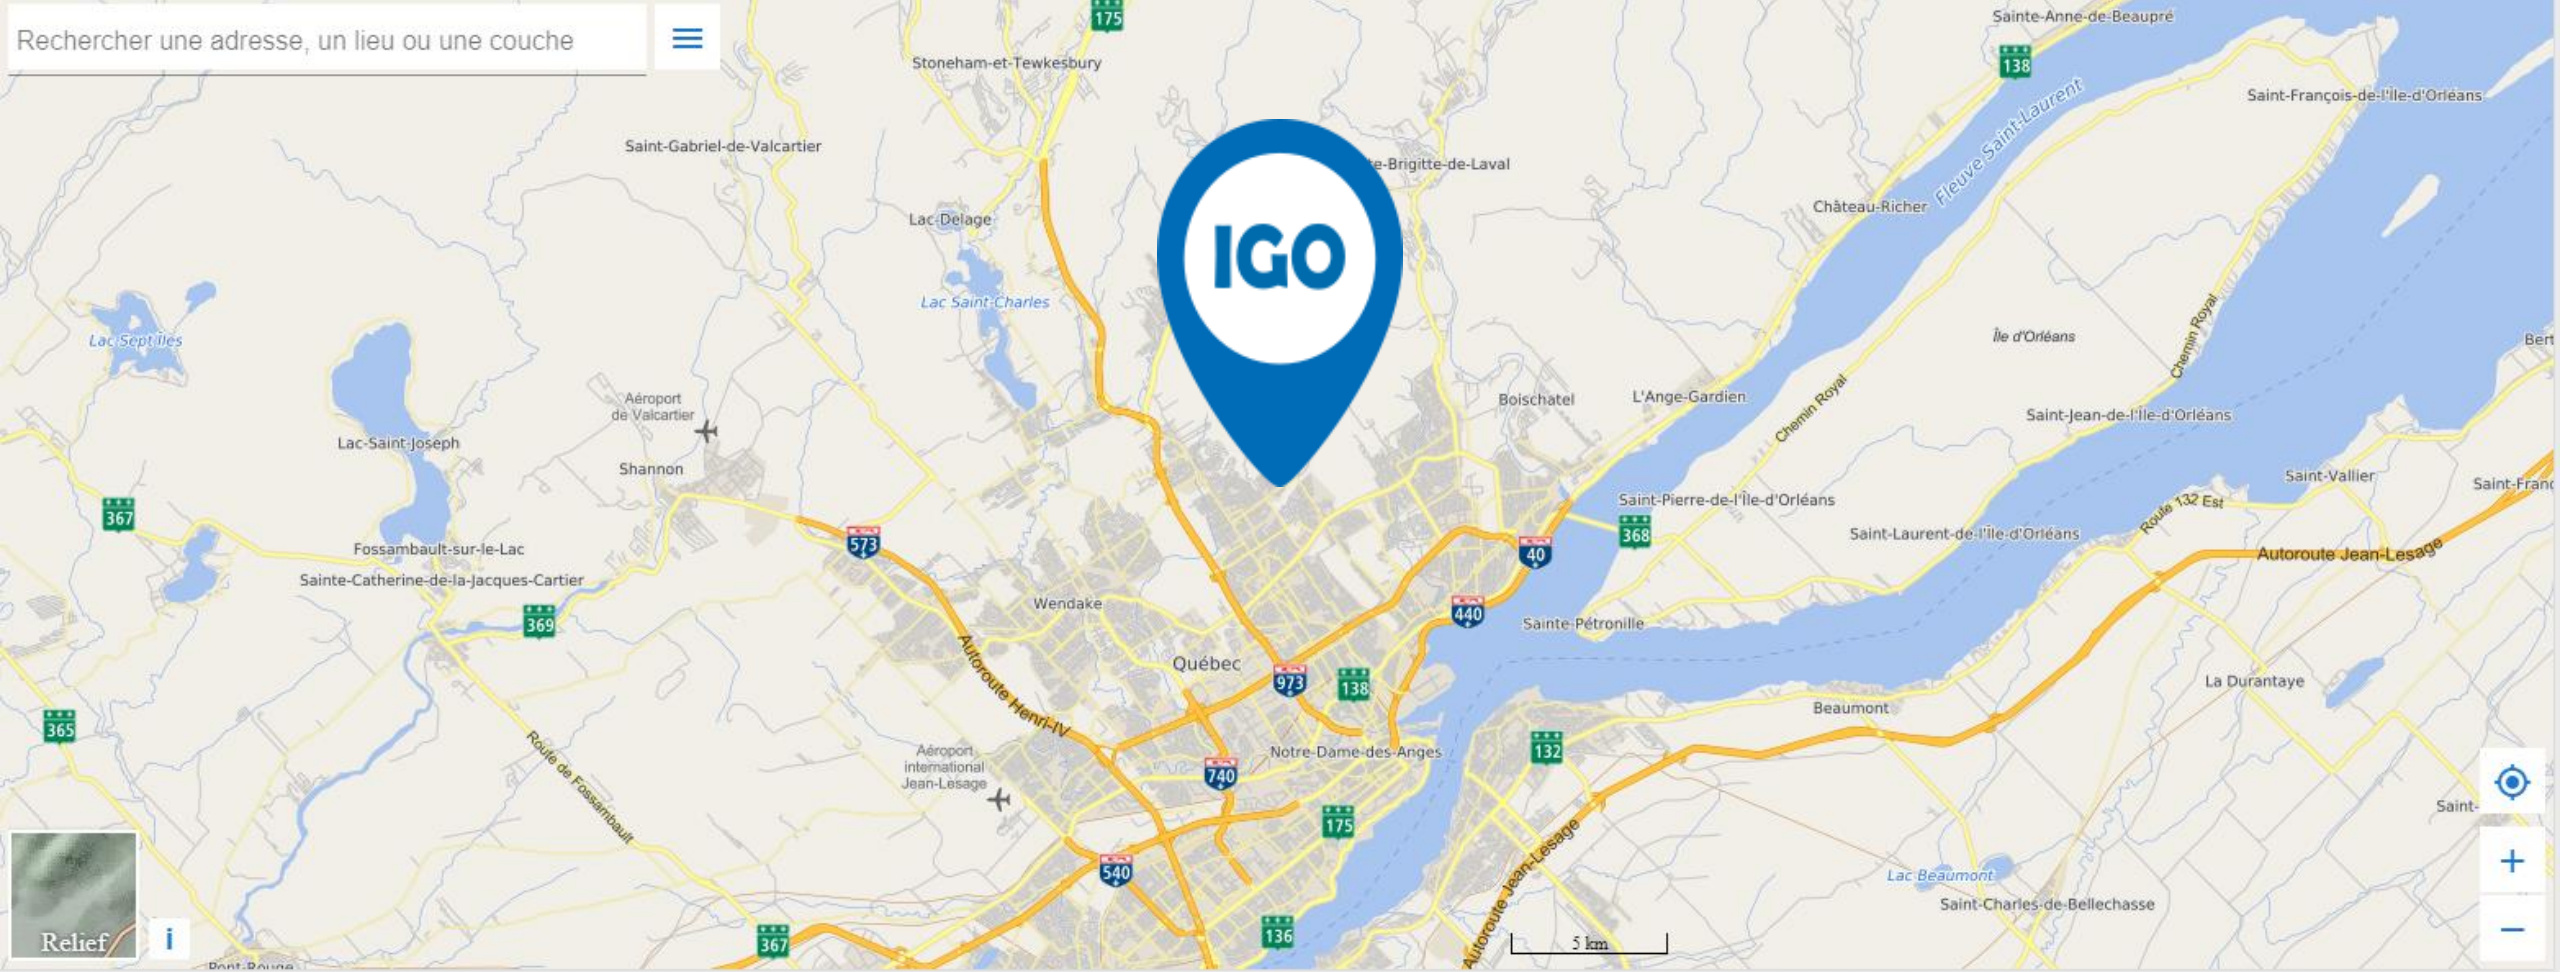 Rechercher une adresse, un lieu ou une couche
175
Sainte-Anne-de-Beaupré
138
Stoneham-et-Tewkesbury
Saint-François-de-l'Île-d'Orléans
Fleuve Saint-Laurent
Saint-Gabriel-de-Valcartier
te-Brigitte-de-Laval
Château-Richer
Lac-Delage
IGO
Lac Saint-Charles
Lac Sept Îles
Île d'Orléans
Chemin Royal
Bert
Aéroport
de Valcartier
Boischatel
L'Ange-Gardien
Chemin Royal
Saint-Jean-de-l'Île-d'Orléans
Lac-Saint-Joseph
Shannon
Saint-Vallier
Saint-Franç
367
Saint-Pierre-de-l'Île-d'Orléans
Route 132 Est
573
40
368
Saint-Laurent-de-l'Île-d'Orléans
Fossambault-sur-le-Lac
Autoroute Jean-Lesage
Sainte-Catherine-de-la-Jacques-Cartier
Wendake
369
440
Sainte-Pétronille
Autoroute Henri-IV
Québec
973
138
La Durantaye
365
Beaumont
Route de Fossambault
Aéroport
international
Jean-Lesage
Notre-Dame-des-Anges
132
740
175
Saint-
Autoroute Jean-Lesage
540
Lac Beaumont
Saint-Charles-de-Bellechasse
Relief
i
367
136
5 km
Pont-Rouge
+
−